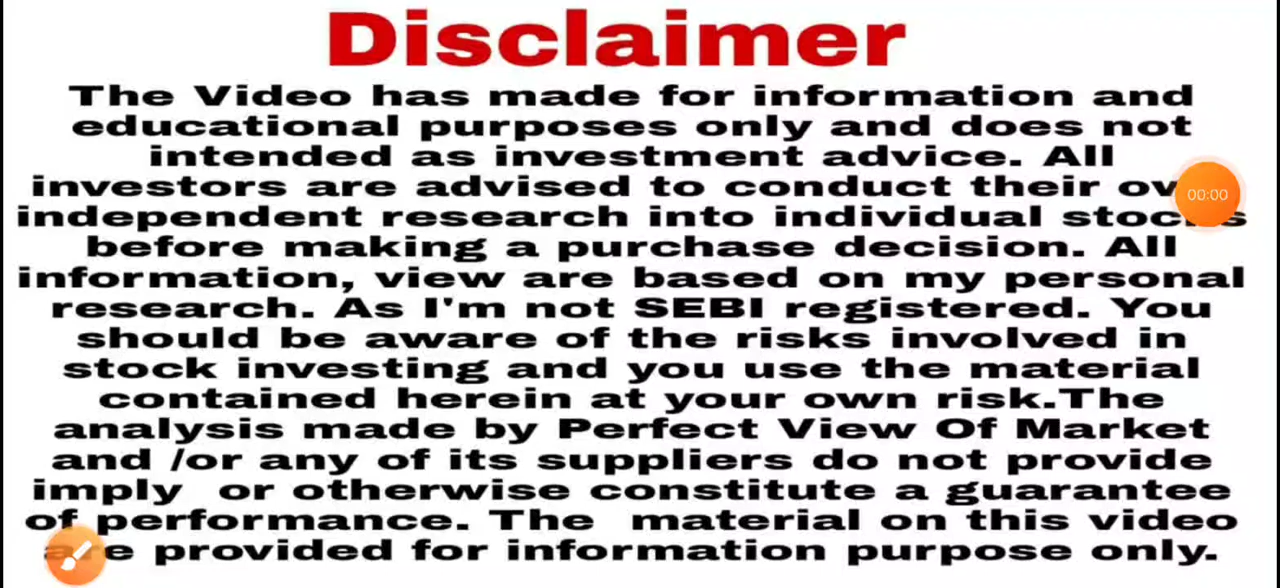 Disclaimer
The Video has made for information and
educational purposes only and does not
intended as investment advice. All
investors are advised to conduct their
00:00
independent research into individual
before making a purchase decision. All
information, view are based on my personal
research. As I'm not SEBI registered. You
should be aware of the risks involved in
stock investing and you use the material
contained herein at your own risk.The
analysis made by Perfect View Of Market
and /or any of its suppliers do not provide
imply or otherwise constitute a guarantee
of performance. The material on this video
provided for information purpose only.